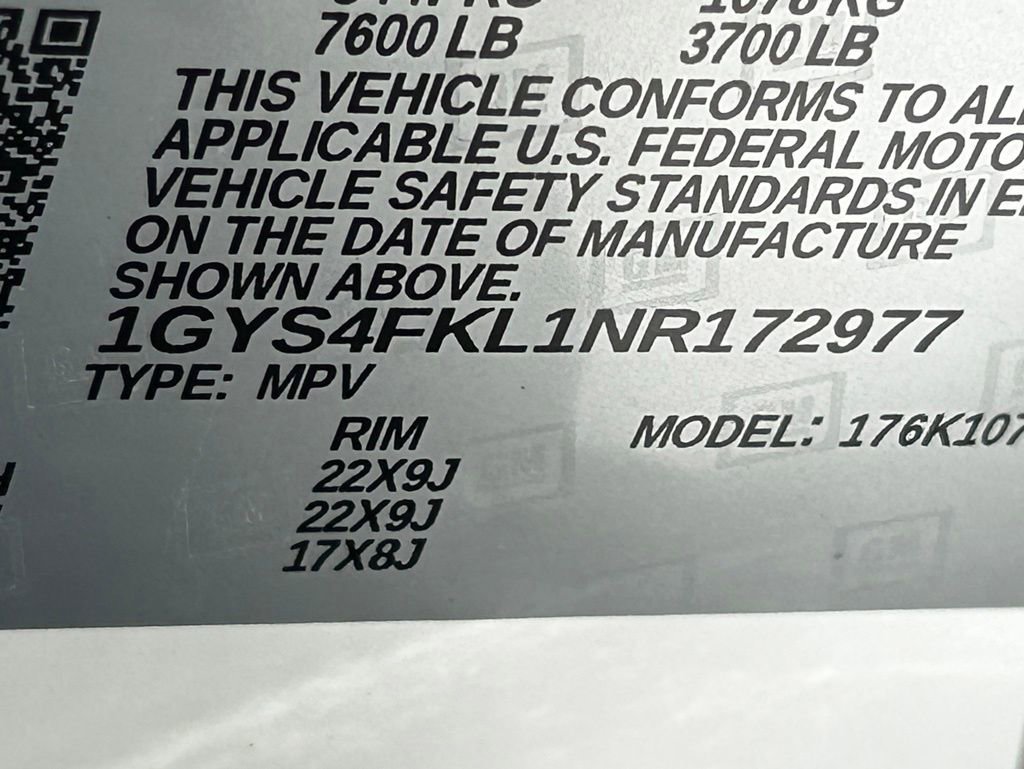 7600 LB 3700 LB
THIS VEHICLE CONFORMS TO ALL
APPLICABLE U.S. FEDERAL MOTO
VEHICLE SAFETY STANDARDS IN E
ON THE DATE OF MANUFACTURE
SHOWN ABOVE.
1GYS4FKL1NR172977
TYPE: MPV
RIM MODEL: 176K107
22X9J
22X9J
17X8J